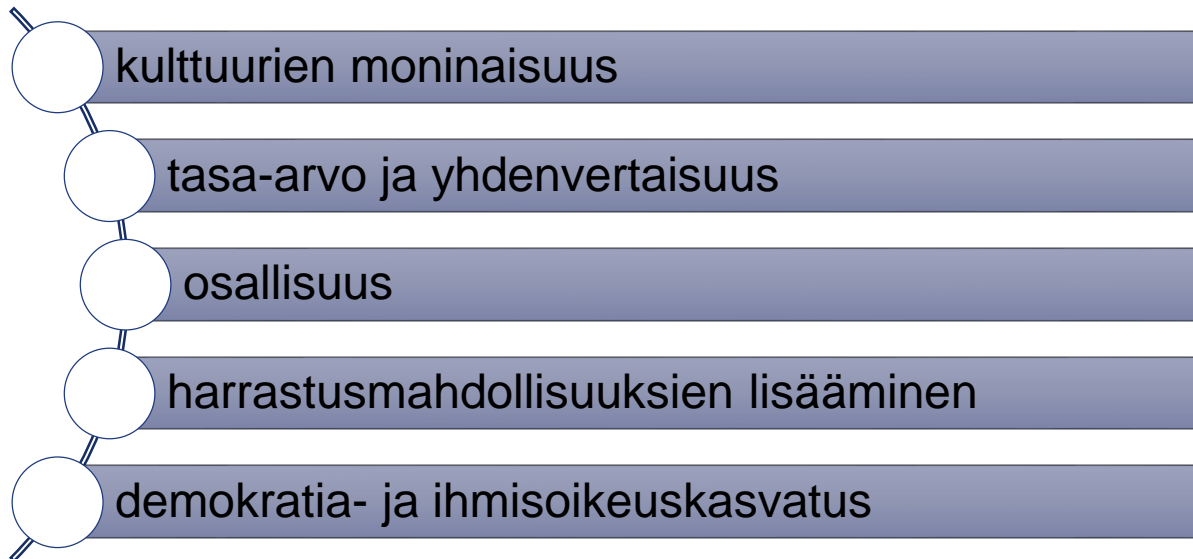 kulttuurien moninaisuus
tasa-arvo ja yhdenvertaisuus
osallisuus
harrastusmahdollisuuksien lisääminen
demokratia- ja ihmisoikeuskasvatus